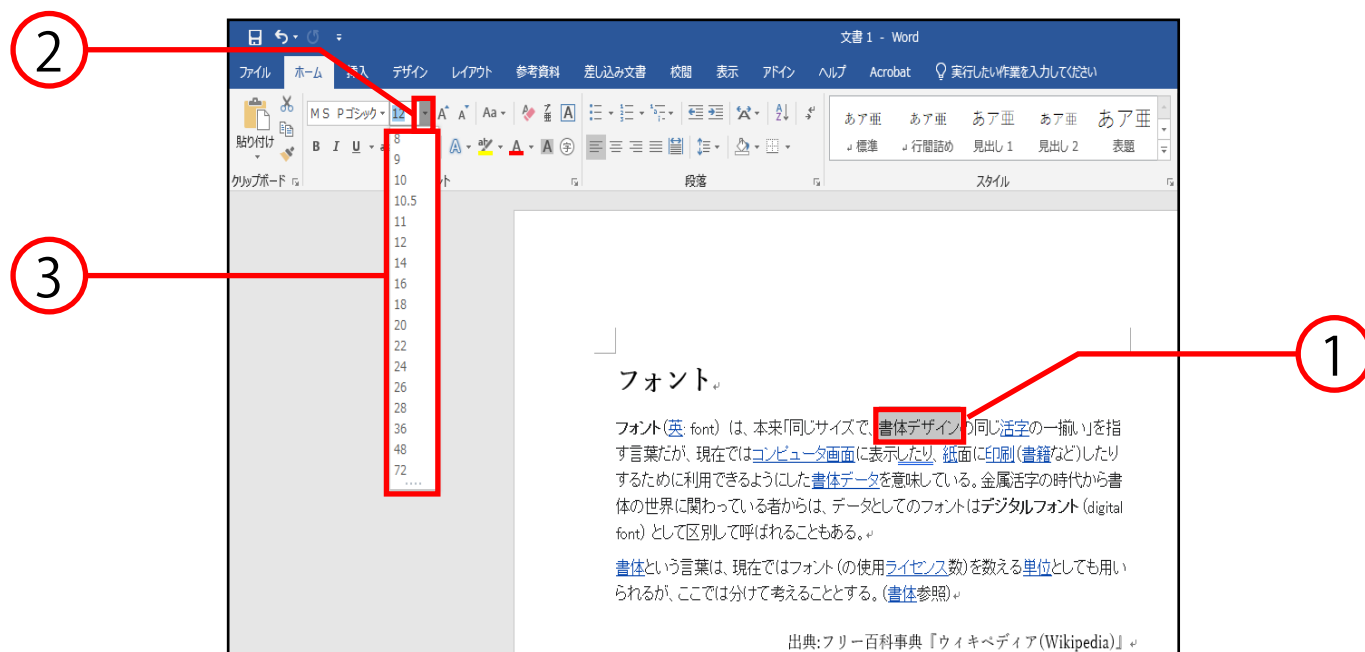 ②
文書 1 - Word
ファイル ホーム 挿入 デザイン レイアウト 参考資料 差し込み文書 校閲 表示 アドイン ヘルプ Acrobat 実行したい作業を入力してください
ＭＳ Ｐゴシック 12 A A Aa A
貼り付け B I U A A A 字
あア亜 あア亜 あア亜 あア亜 あア亜
標準 行間詰め 見出し 1 見出し 2 表題
クリップボード ト 段落 スタイル
8
9
10
10.5
11
12
14
16
18
20
22
24
26
28
36
48
72
③
①
フォント
フォント(英: font) は、本来「同じサイズで、書体デザインの同じ活字の一揃い」を指
す言葉だが、現在ではコンピュータ画面に表示したり、紙面に印刷(書籍など)したり
するために利用できるようにした書体データを意味している。金属活字の時代から書
体の世界に関わっている者からは、データとしてのフォントはデジタルフォント (digital
font) として区別して呼ばれることもある。
書体という言葉は、現在ではフォント(の使用ライセンス数)を数える単位としても用い
られるが、ここでは分けて考えることとする。(書体参照)
出典:フリー百科事典『ウィキペディア(Wikipedia)』